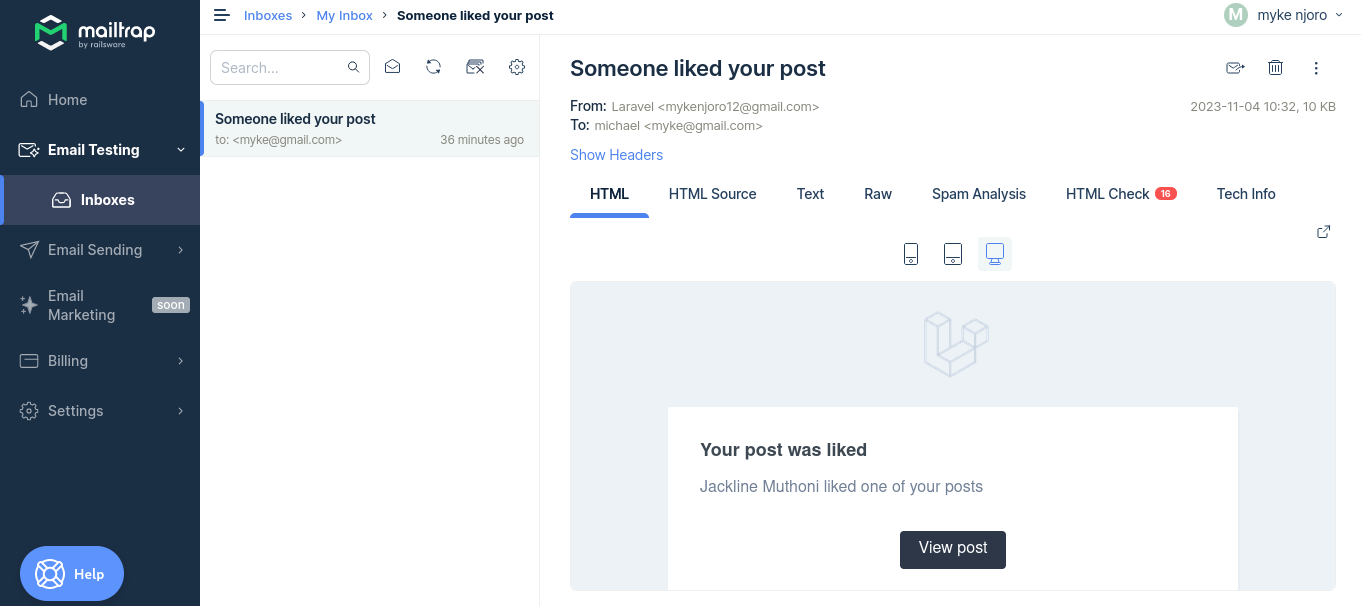 mailtrap
by railsware
Home
Email Testing
Inboxes
Email Sending
Email
Marketing
soon
Billing
Settings
Help
Inboxes › My Inbox › Someone liked your post
M myke njoro
Search...
Someone liked your post
to: <myke@gmail.com> 36 minutes ago
Someone liked your post
From: Laravel <mykenjoro12@gmail.com> 2023-11-04 10:32, 10 KB
To: michael <myke@gmail.com>
Show Headers
HTML HTML Source Text Raw Spam Analysis HTML Check 16 Tech Info
Your post was liked
Jackline Muthoni liked one of your posts
View post